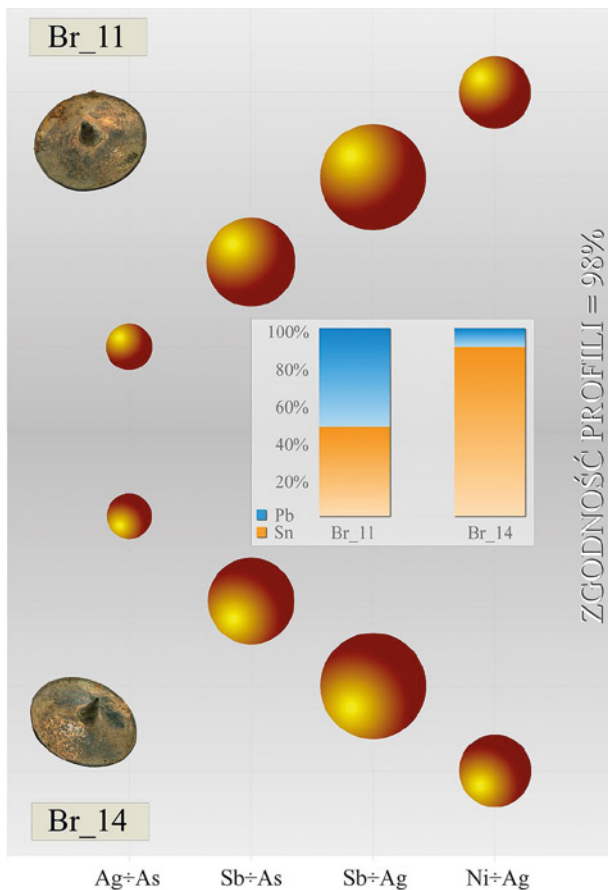 Br_11
100%
80%
60%
40%
20%
Pb
Sn
Br_11
Br_14
ZGODNOŚĆ PROFILI = 98%
Br_14
Ag÷As
Sb÷As
Sb÷Ag
Ni÷Ag